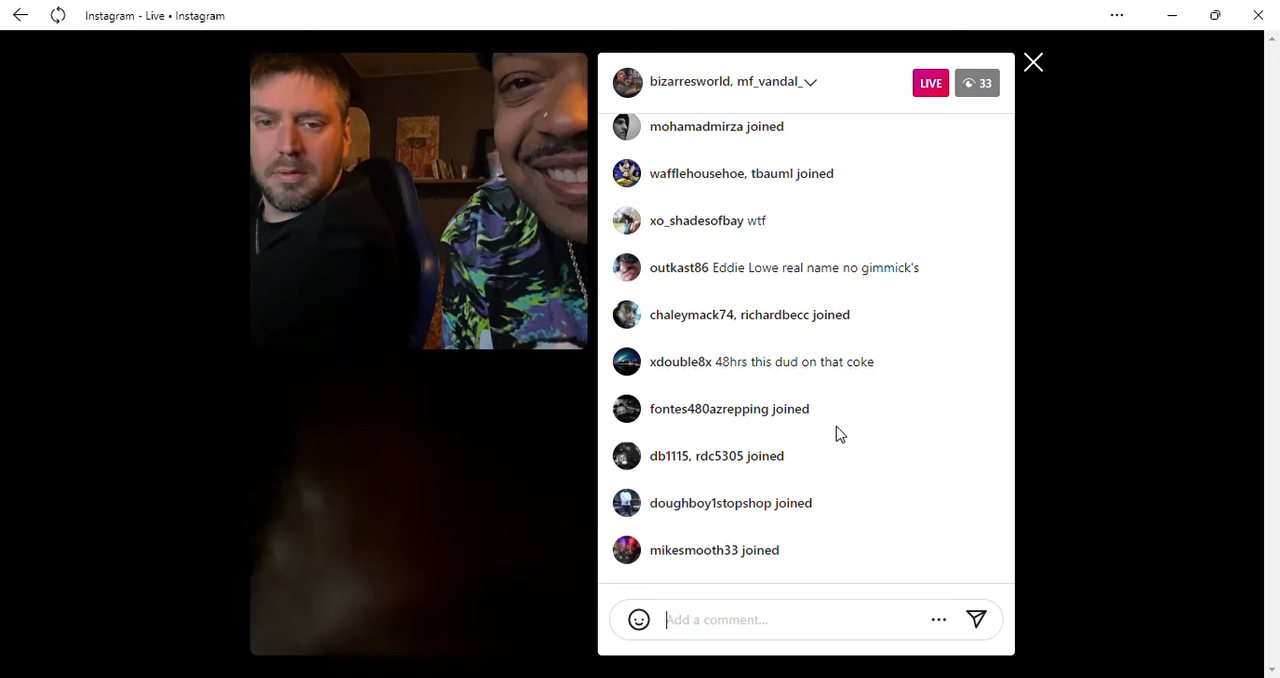 Instagram - Live • Instagram
bizarresworld, mf_vandal_
LIVE
33
mohamadmirza joined
wafflehousehoe, tbauml joined
xo_shadesofbay wtf
outkast86 Eddie Lowe real name no gimmick's
chaleymack74, richardbecc joined
xdouble8x 48hrs this dud on that coke
fontes480azrepping joined
db1115, rdc5305 joined
doughboy1stopshop joined
mikesmooth33 joined
Add a comment...